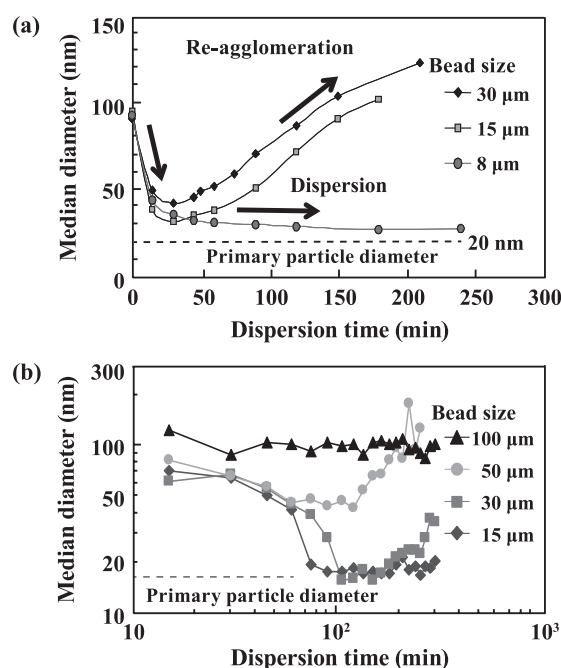 (a)
Median diameter (nm)
150
100
50
0
Re-agglomeration
Dispersion
Bead size
30 µm
15 µm
8 µm
20 nm
Primary particle diameter
0 50 100 150 200 250 300
Dispersion time (min)
(b)
Median diameter (nm)
300
100
50
20
10
Bead size
100 µm
50 µm
30 µm
15 µm
Primary particle diameter
10 10² 10³
Dispersion time (min)